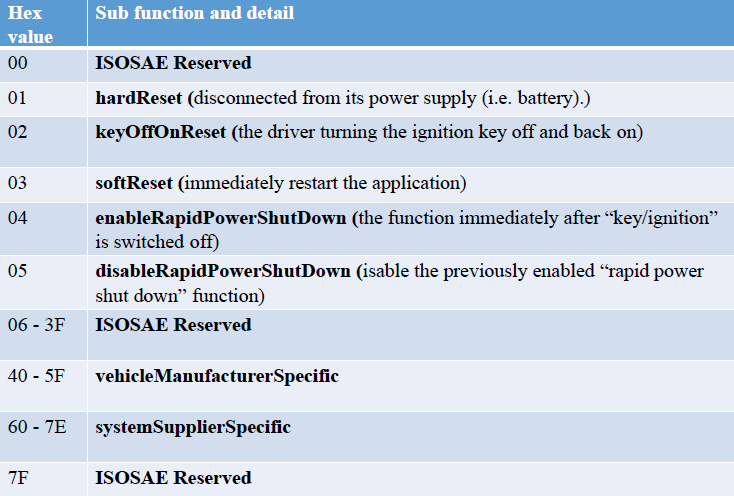 Hex Sub function and detail
value
00 ISOSAE Reserved
01 hardReset (disconnected from its power supply (i.e. battery).)
02 keyOffOnReset (the driver turning the ignition key off and back on)
03 softReset (immediately restart the application)
04 enableRapidPowerShutDown (the function immediately after “key/ignition”
is switched off)
05 disableRapidPowerShutDown (isable the previously enabled “rapid power
shut down” function)
06 - 3F ISOSAE Reserved
40 - 5F vehicleManufacturerSpecific
60 - 7E systemSupplierSpecific
7F ISOSAE Reserved